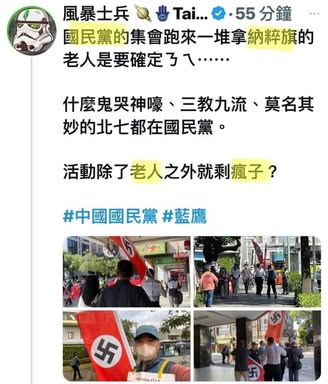 風暴士兵 Tai... · 55 分鐘
國民黨的集會跑來一堆拿納粹旗的
老人是要確定ㄋㄟ⋯⋯
什麼鬼哭神嚎、三教九流、莫名其
妙的北七都在國民黨。
活動除了老人之外就剩瘋子？
#中國國民黨 #藍鷹